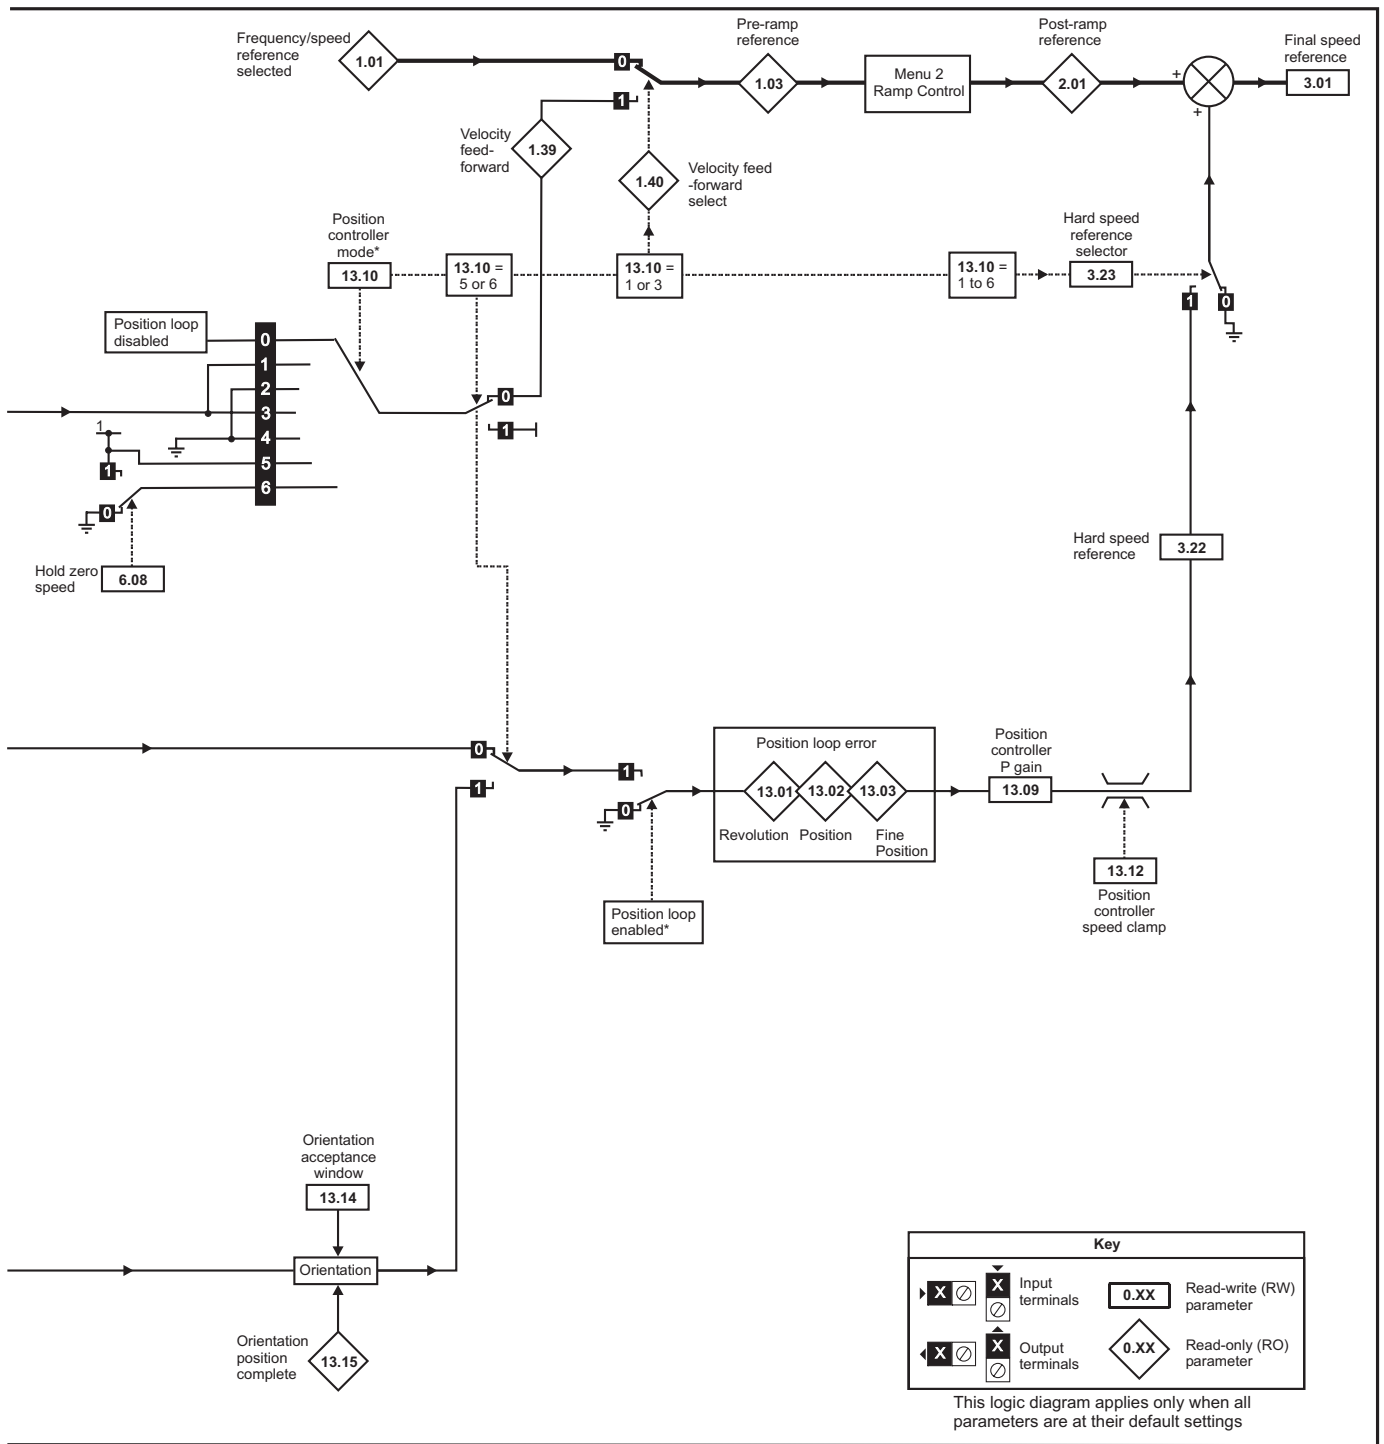 Frequency/speed
reference
selected
1.01
0
1
Pre-ramp
reference
1.03
Menu 2
Ramp Control
Post-ramp
reference
2.01
+
+
Final speed
reference
3.01
Velocity
feed-
forward
1.39
1.40
Velocity feed
-forward
select
Position
controller
mode*
13.10
13.10 =
5 or 6
13.10 =
1 or 3
13.10 =
1 to 6
Hard speed
reference
selector
3.23
1
0
Position loop
disabled
0
1
2
3
4
5
6
0
1
1
1
0
Hold zero
speed
6.08
Hard speed
reference
3.22
0
1
1
0
Position loop error
13.01
13.02
13.03
Revolution
Position
Fine
Position
Position
controller
P gain
13.09
13.12
Position
controller
speed clamp
Position loop
enabled*
Orientation
acceptance
window
13.14
Orientation
Orientation
position
complete
13.15
Key
X
X
Input
terminals
0.XX
Read-write (RW)
parameter
X
X
Output
terminals
0.XX
Read-only (RO)
parameter
This logic diagram applies only when all
parameters are at their default settings